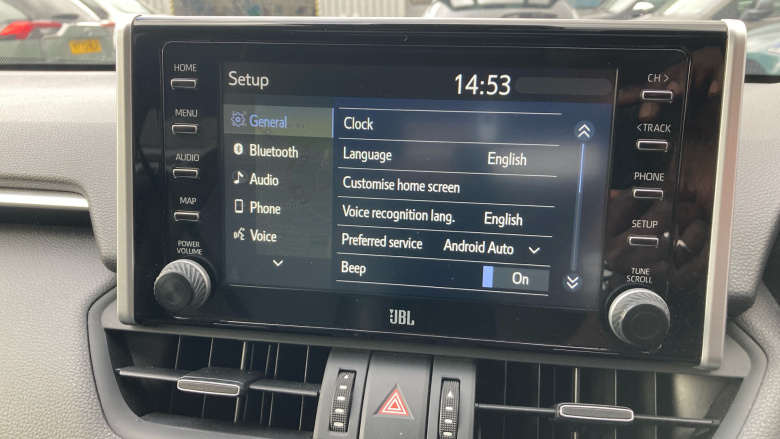 HOME
MENU
AUDIO
MAP
POWER
VOLUME
Setup
14:53
General
Bluetooth
Audio
Phone
Voice
Clock
Language English
Customise home screen
Voice recognition lang. English
Preferred service Android Auto
Beep On
CH >
< TRACK
PHONE
SETUP
TUNE
SCROLL
JBL